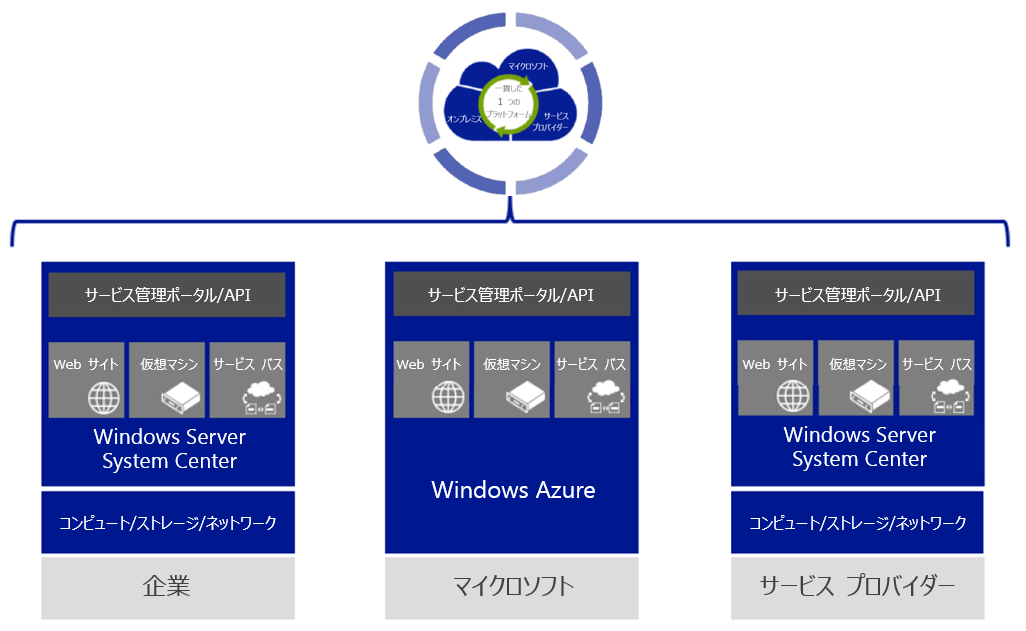 マイクロソフト
一貫した
1 つの
プラットフォーム
オンプレミス
サービス
プロバイダー
サービス管理ポータル/API
Web サイト
仮想マシン
サービス バス
Windows Server
System Center
コンピュート/ストレージ/ネットワーク
企業
サービス管理ポータル/API
Web サイト
仮想マシン
サービス バス
Windows Azure
マイクロソフト
サービス管理ポータル/API
Web サイト
仮想マシン
サービス バス
Windows Server
System Center
コンピュート/ストレージ/ネットワーク
サービス プロバイダー